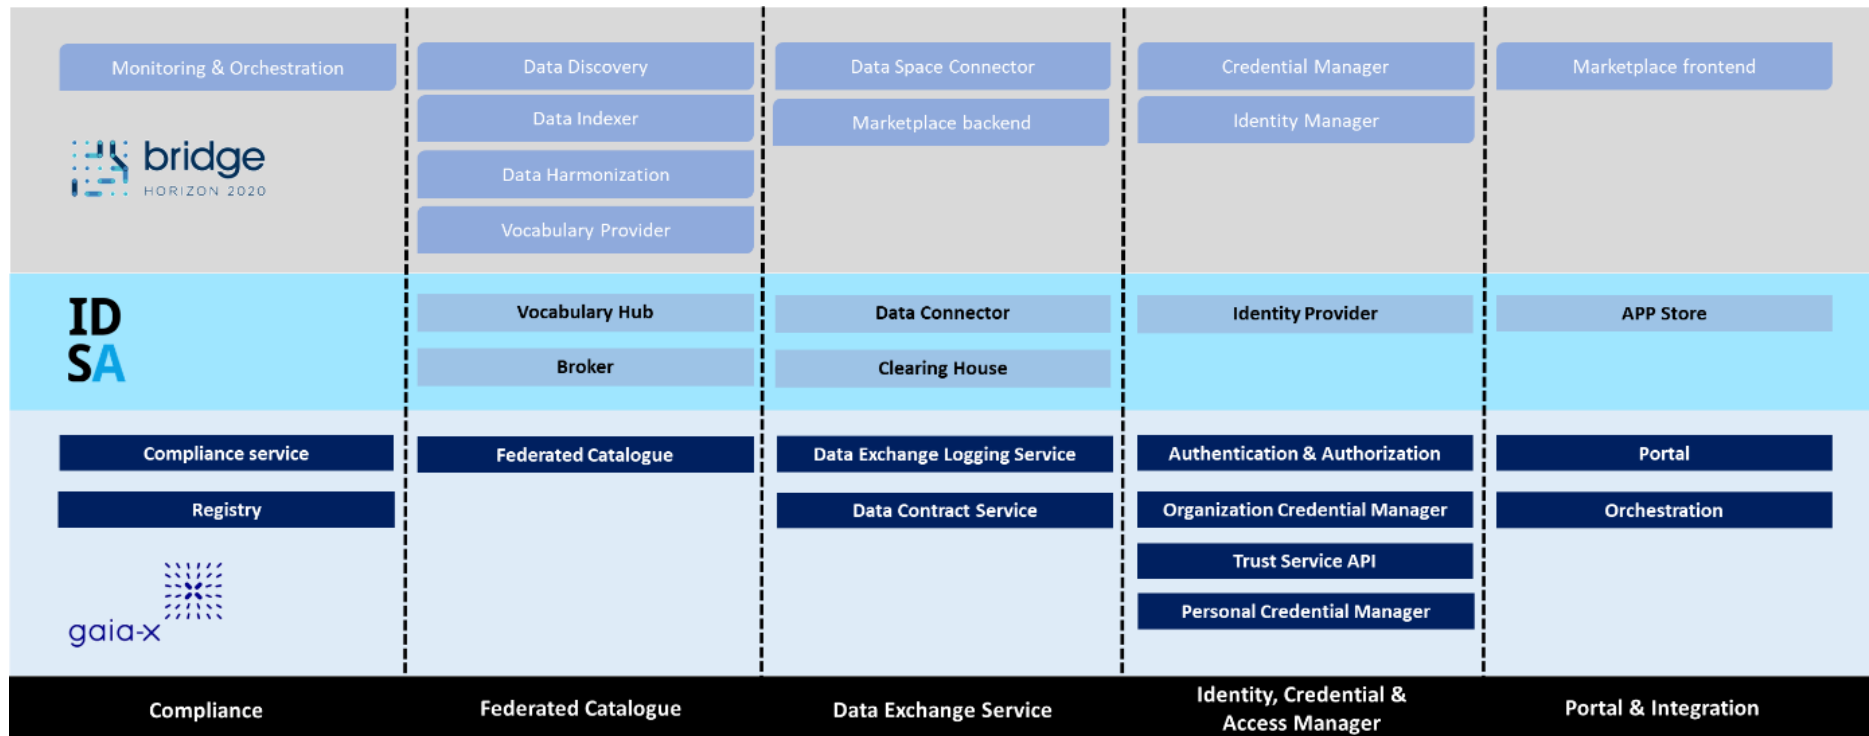 Monitoring & Orchestration
Data Discovery
Data Space Connector
Credential Manager
Marketplace frontend
Data Indexer
Marketplace backend
Identity Manager
bridge
HORIZON 2020
Data Harmonization
Vocabulary Provider
ID
SA
Vocabulary Hub
Data Connector
Identity Provider
APP Store
Broker
Clearing House
Compliance service
Federated Catalogue
Data Exchange Logging Service
Authentication & Authorization
Portal
Registry
Data Contract Service
Organization Credential Manager
Orchestration
Trust Service API
Personal Credential Manager
gaia-x
Compliance
Federated Catalogue
Data Exchange Service
Identity, Credential &
Access Manager
Portal & Integration